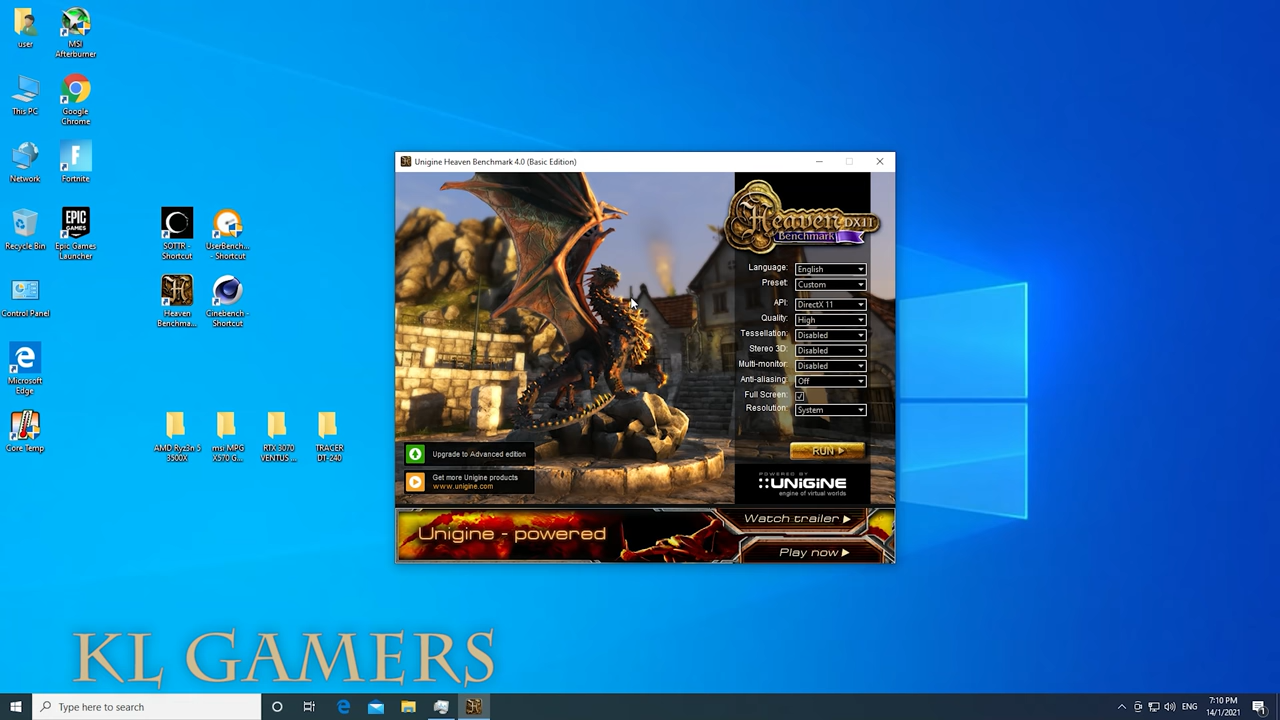 user
MSI
Afterburner
This PC
Google
Chrome
Network
F
Fortnite
Recycle Bin
EPIC
GAMES
Epic Games
Launcher
SOTTR -
Shortcut
UserBench...
- Shortcut
Control Panel
Heaven
Benchma...
Cinebench -
Shortcut
Microsoft
Edge
Core Temp
AMD Ryz3n 5
3500X
msi MPG
X570 G...
RTX 3070
VENTUS ...
TRACER
DT-240
Unigine Heaven Benchmark 4.0 (Basic Edition)
Heaven DX11
Benchmark
Language: English
Preset: Custom
API: DirectX 11
Quality: High
Tessellation: Disabled
Stereo 3D: Disabled
Multi-monitor: Disabled
Anti-aliasing: Off
Full Screen:
Resolution: System
RUN
Upgrade to Advanced edition
Get more Unigine products
www.unigine.com
POWERED BY
UNIGINE
engine of virtual worlds
Unigine - powered
Watch trailer
Play now
KL GAMERS
Type here to search
ENG
7:10 PM
14/1/2021
1